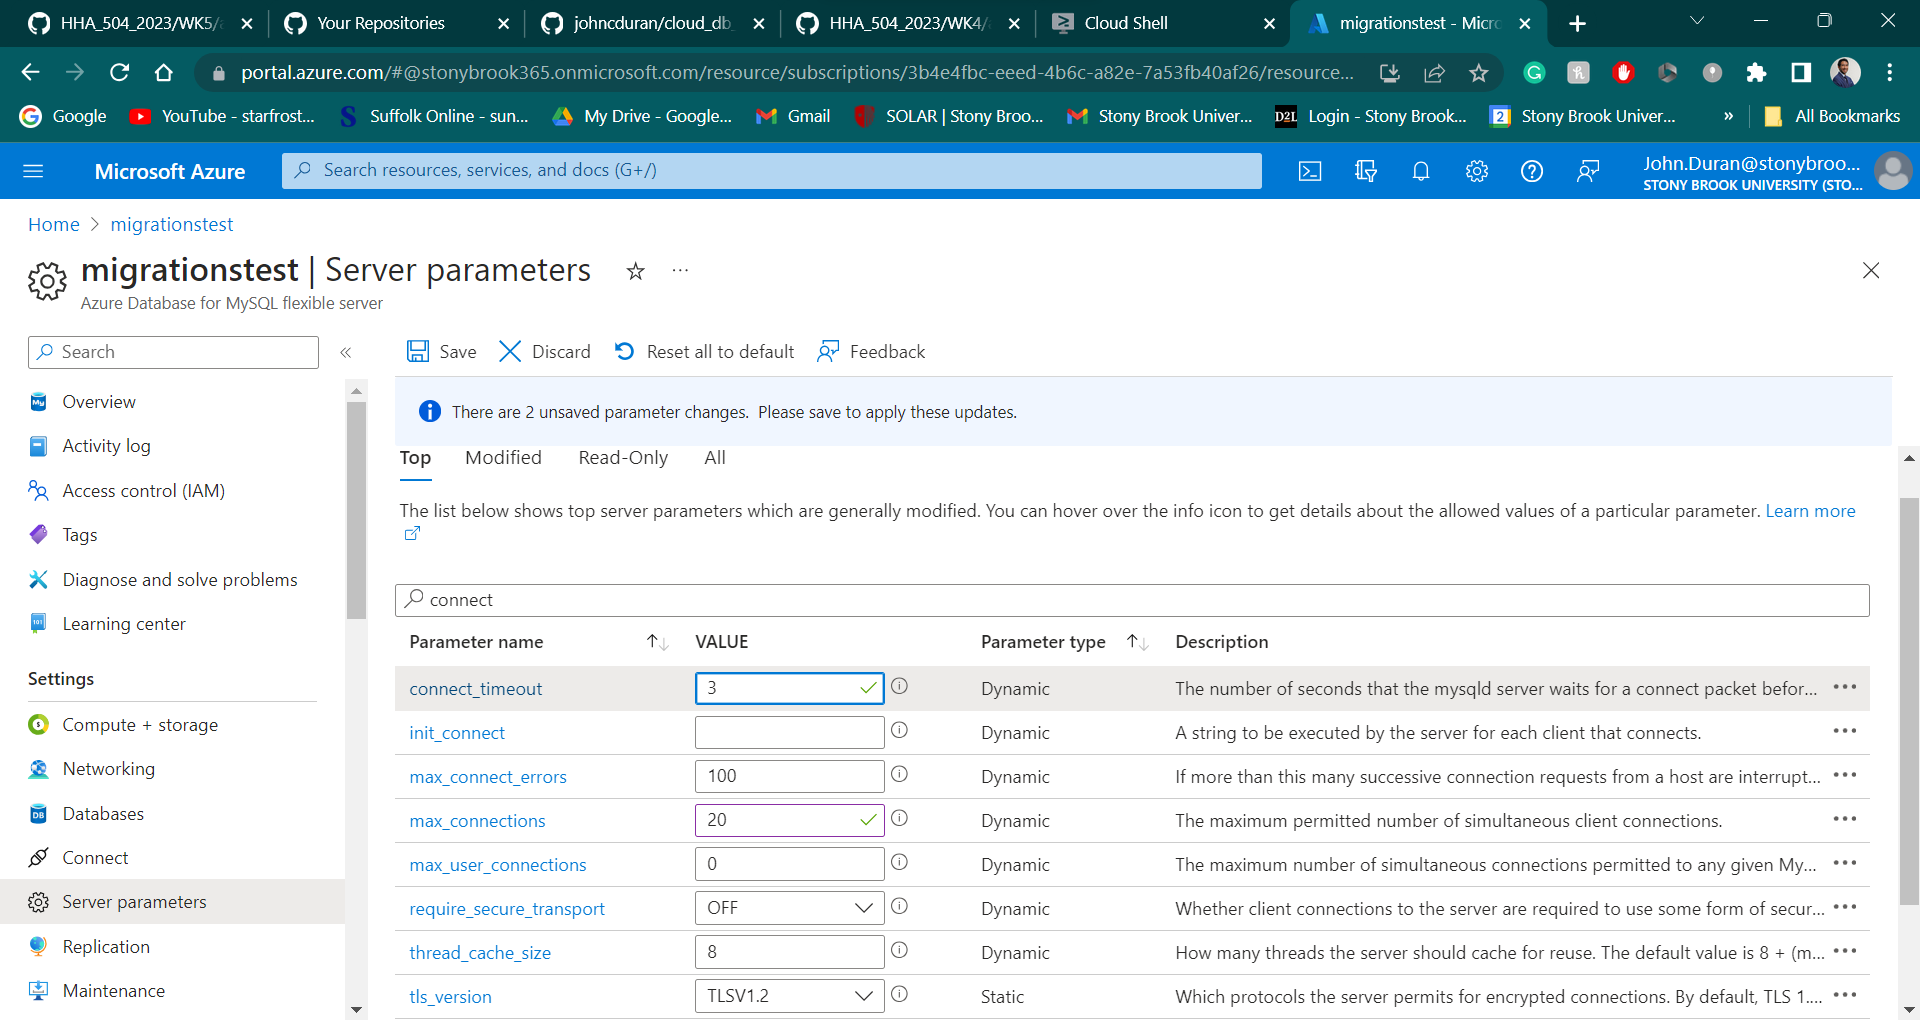 HHA_504_2023/WK5/
Your Repositories
johncduran/cloud_db_
HHA_504_2023/WK4/
Cloud Shell
migrationstest - Micro
portal.azure.com/#@stonybrook365.onmicrosoft.com/resource/subscriptions/3b4e4fbc-eeed-4b6c-a82e-7a53fb40af26/resource...
Google
YouTube - starfrost...
Suffolk Online - sun...
My Drive - Google...
Gmail
SOLAR | Stony Broo...
Stony Brook Univer...
D2L
Login - Stony Brook...
2
Stony Brook Univer...
»
All Bookmarks
Microsoft Azure
Search resources, services, and docs (G+/)
John.Duran@stonybroo...
STONY BROOK UNIVERSITY (STO...
Home > migrationstest
migrationstest | Server parameters
Azure Database for MySQL flexible server
Search
«
Save
Discard
Reset all to default
Feedback
There are 2 unsaved parameter changes. Please save to apply these updates.
Overview
Activity log
Access control (IAM)
Tags
Diagnose and solve problems
Learning center
Settings
Compute + storage
Networking
Databases
Connect
Server parameters
Replication
Maintenance
Top
Modified
Read-Only
All
The list below shows top server parameters which are generally modified. You can hover over the info icon to get details about the allowed values of a particular parameter. Learn more
connect
Parameter name VALUE Parameter type Description
connect_timeout 3 Dynamic The number of seconds that the mysqld server waits for a connect packet befor...
init_connect Dynamic A string to be executed by the server for each client that connects.
max_connect_errors 100 Dynamic If more than this many successive connection requests from a host are interrupt...
max_connections 20 Dynamic The maximum permitted number of simultaneous client connections.
max_user_connections 0 Dynamic The maximum number of simultaneous connections permitted to any given My...
require_secure_transport OFF Dynamic Whether client connections to the server are required to use some form of secur...
thread_cache_size 8 Dynamic How many threads the server should cache for reuse. The default value is 8 + (m...
tls_version TLSV1.2 Static Which protocols the server permits for encrypted connections. By default, TLS 1....